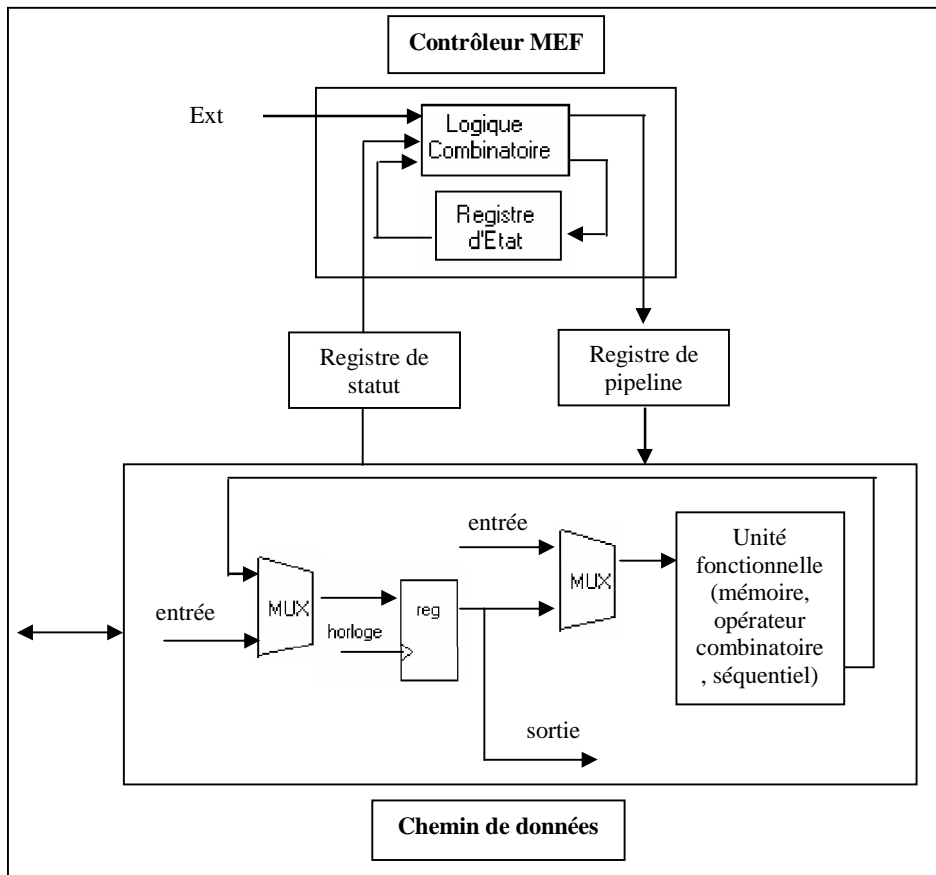 Contrôleur MEF
Ext
Logique
Combinatoire
Registre
d'Etat
Registre de
statut
Registre de
pipeline
entrée
MUX
entrée
horloge
reg
MUX
Unité
fonctionnelle
(mémoire,
opérateur
combinatoire
, séquentiel)
sortie
Chemin de données